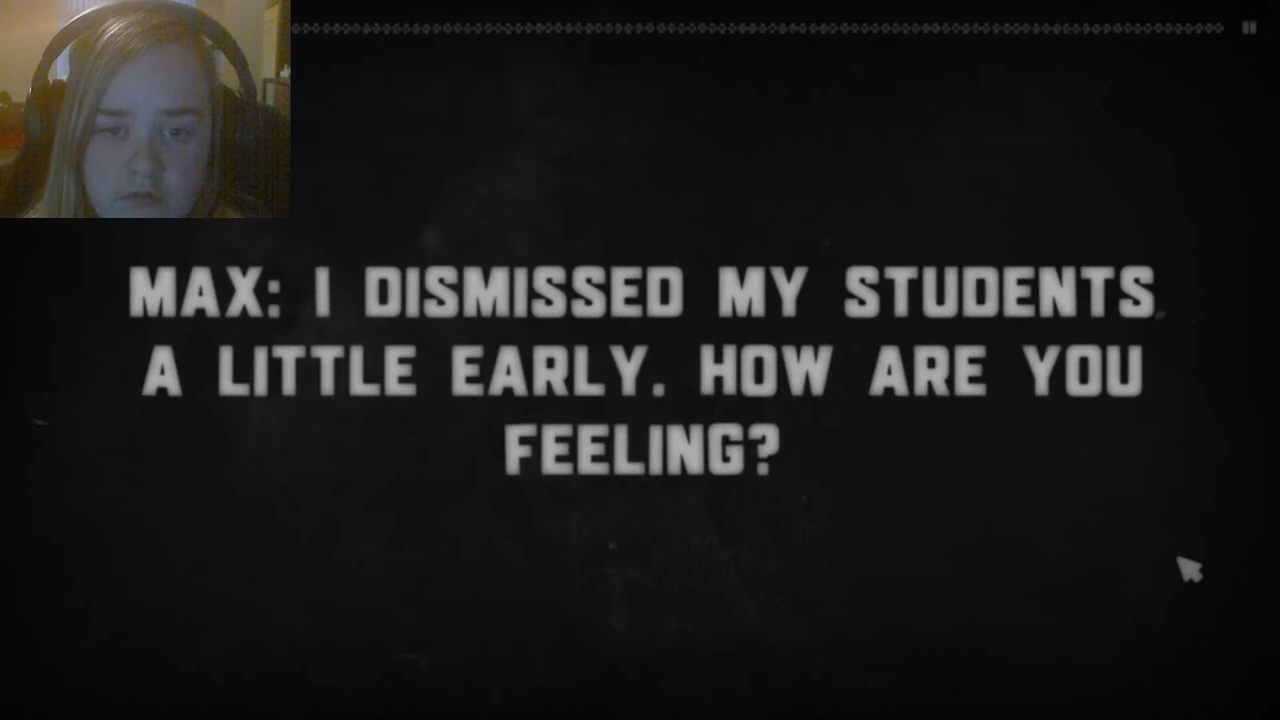 MAX: I DISMISSED MY STUDENTS
A LITTLE EARLY. HOW ARE YOU
FEELING?